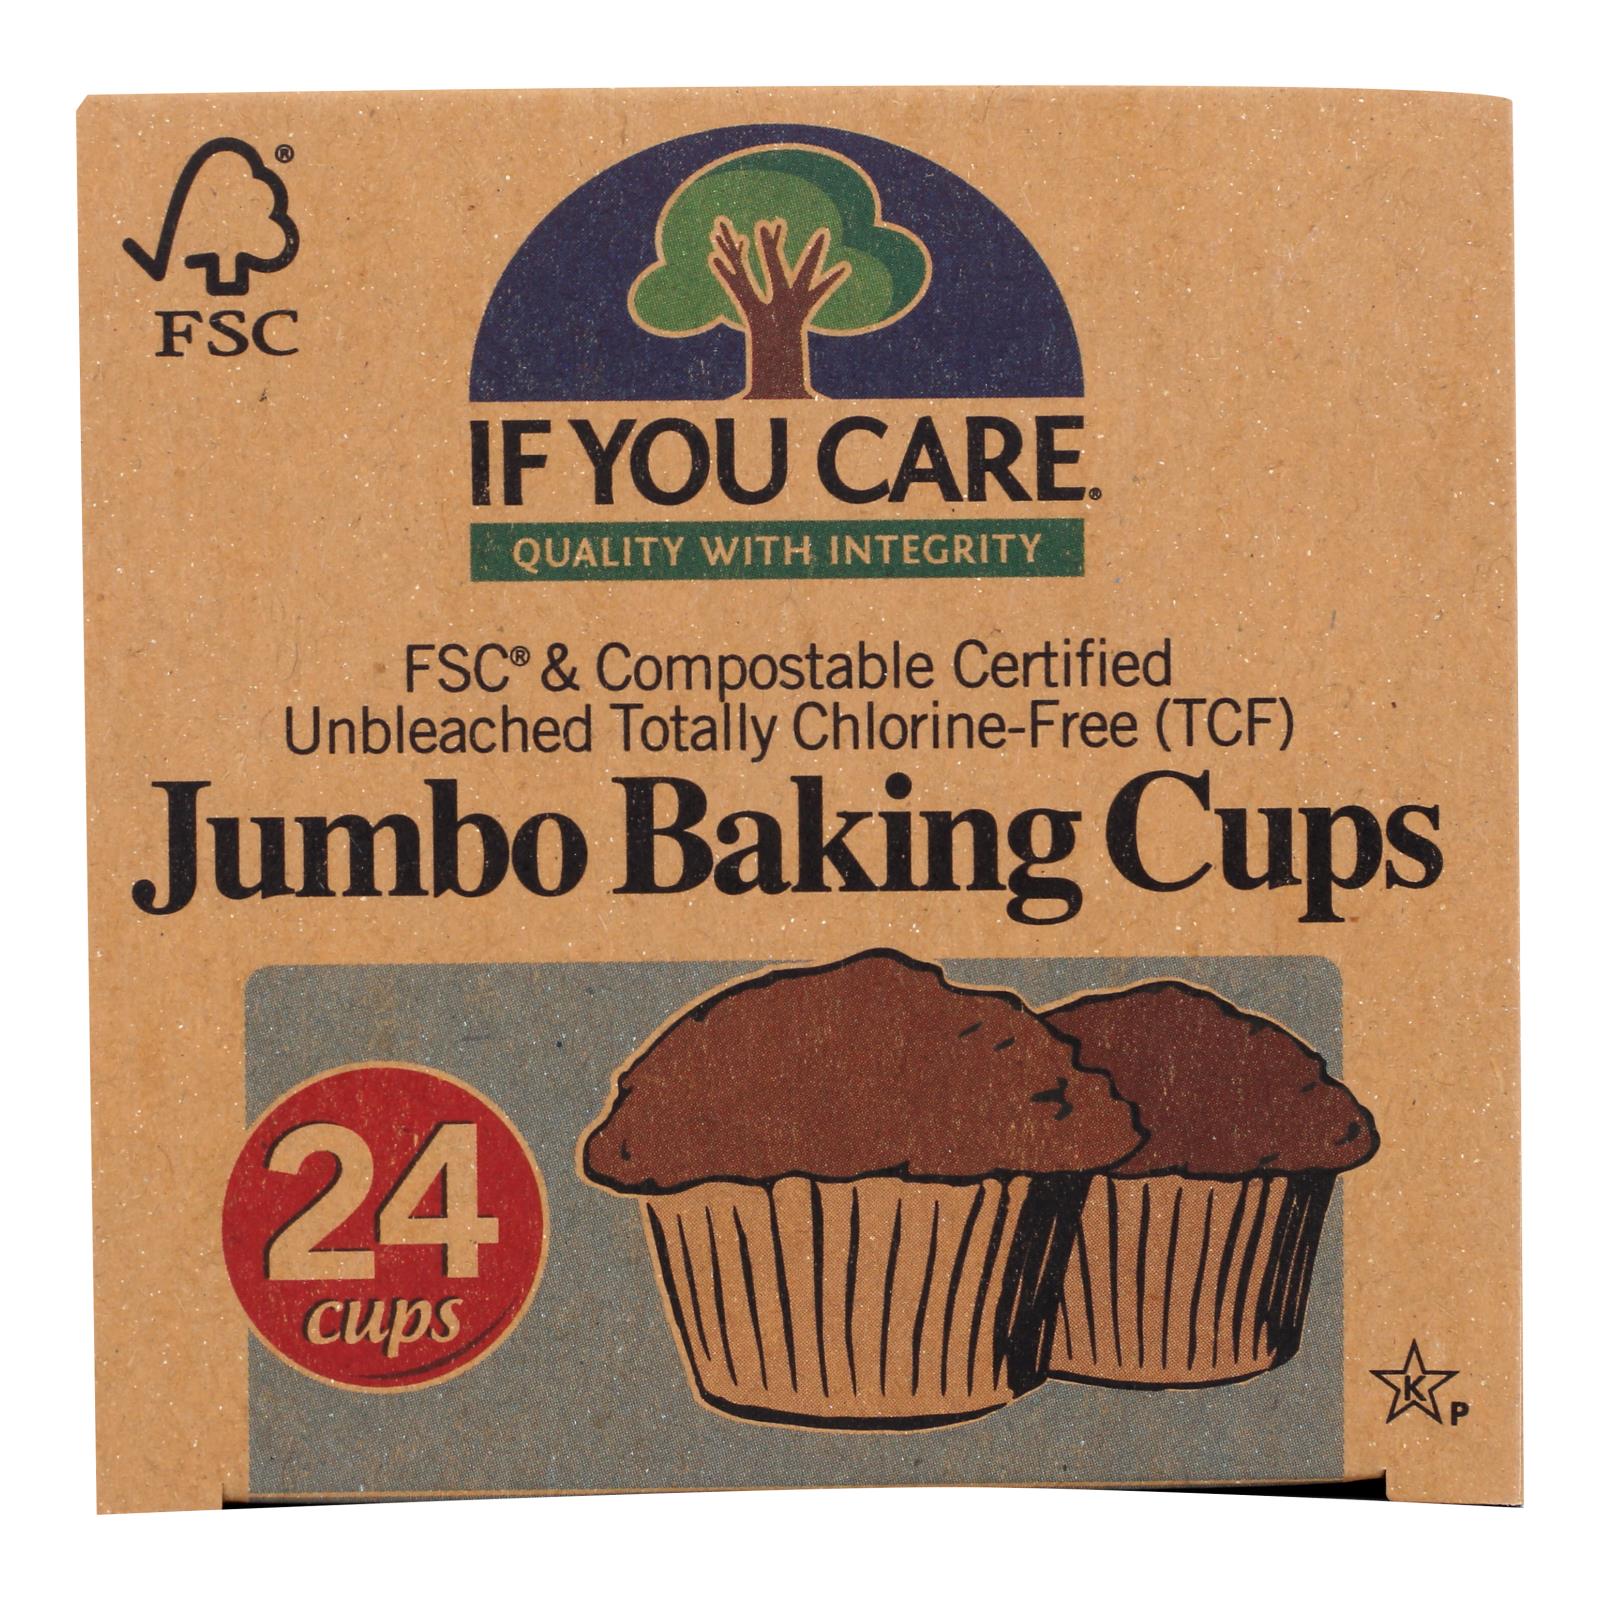 ®
FSC
IF YOU CARE®
QUALITY WITH INTEGRITY
FSC® & Compostable Certified
Unbleached Totally Chlorine-Free (TCF)
Jumbo Baking Cups
24
cups
K P